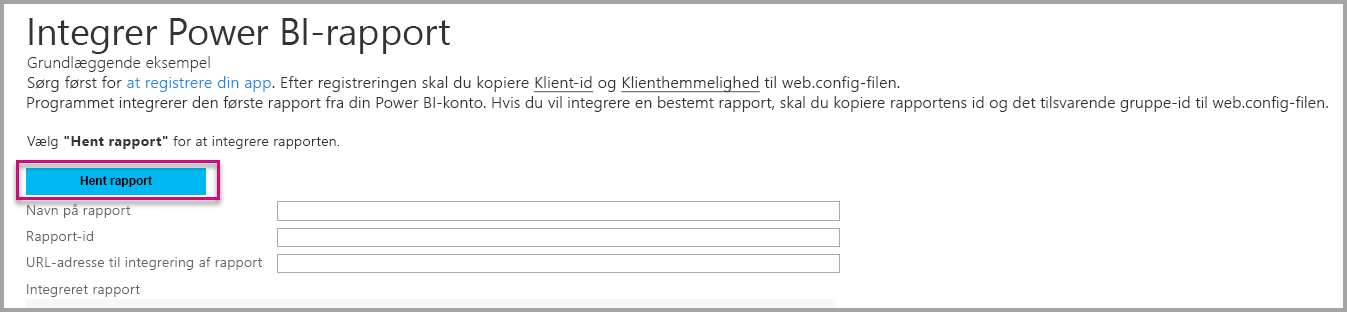 Integrer Power BI-rapport
Grundlæggende eksempel
Sørg først for at registrere din app. Efter registreringen skal du kopiere Klient-id og Klienthemmelighed til web.config-filen.
Programmet integrerer den første rapport fra din Power BI-konto. Hvis du vil integrere en bestemt rapport, skal du kopiere rapportens id og det tilsvarende gruppe-id til web.config-filen.
Vælg "Hent rapport" for at integrere rapporten.
Hent rapport
Navn på rapport
Rapport-id
URL-adresse til integrering af rapport
Integreret rapport